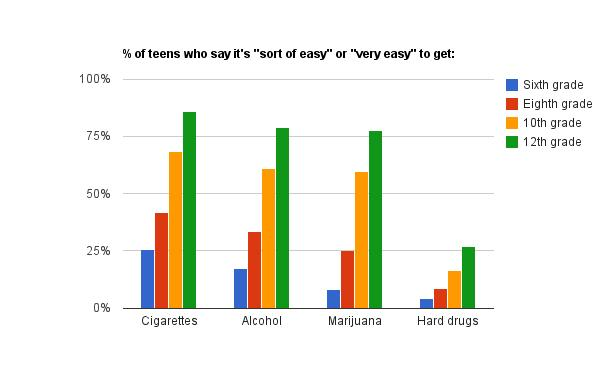 % of teens who say it's "sort of easy" or "very easy" to get:
100%
75%
50%
25%
0%
Cigarettes
Alcohol
Marijuana
Hard drugs
Sixth grade
Eighth grade
10th grade
12th grade